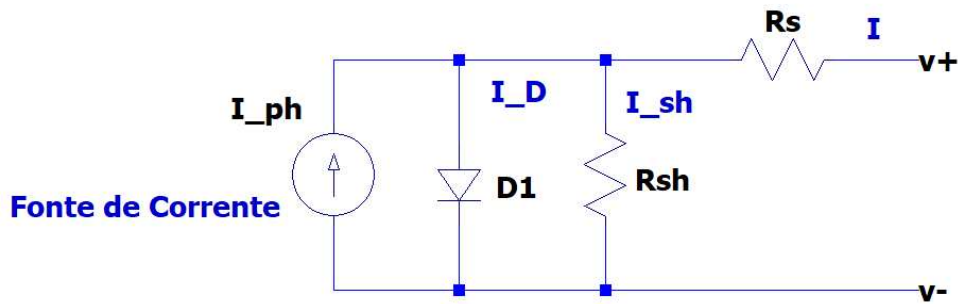 Rs
I
v+
I_D
I_sh
I_ph
D1
Rsh
Fonte de Corrente
v-